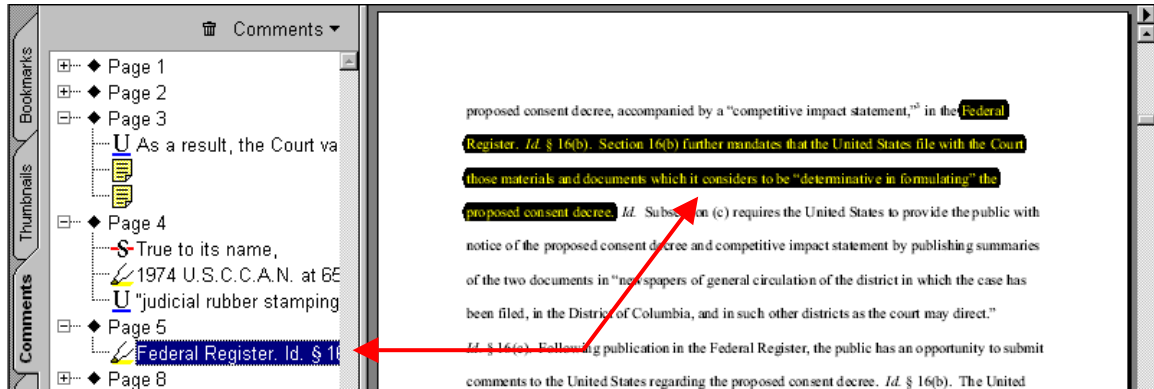 Comments
Bookmarks
Thumbnails
Comments
Page 1
Page 2
Page 3
U As a result, the Court va
Page 4
S True to its name,
1974 U.S.C.C.A.N. at 65
U "judicial rubber stamping
Page 5
Federal Register. Id. § 16
Page 8
proposed consent decree, accompanied by a “competitive impact statement,”³ in the Federal
Register. Id. § 16(b). Section 16(b) further mandates that the United States file with the Court
those materials and documents which it considers to be “determinative in formulating” the
proposed consent decree. Id. Subsection (c) requires the United States to provide the public with
notice of the proposed consent decree and competitive impact statement by publishing summaries
of the two documents in “newspapers of general circulation of the district in which the case has
been filed, in the District of Columbia, and in such other districts as the court may direct.”
Id. § 16(c). Following publication in the Federal Register, the public has an opportunity to submit
comments to the United States regarding the proposed consent decree. Id. § 16(b). The United